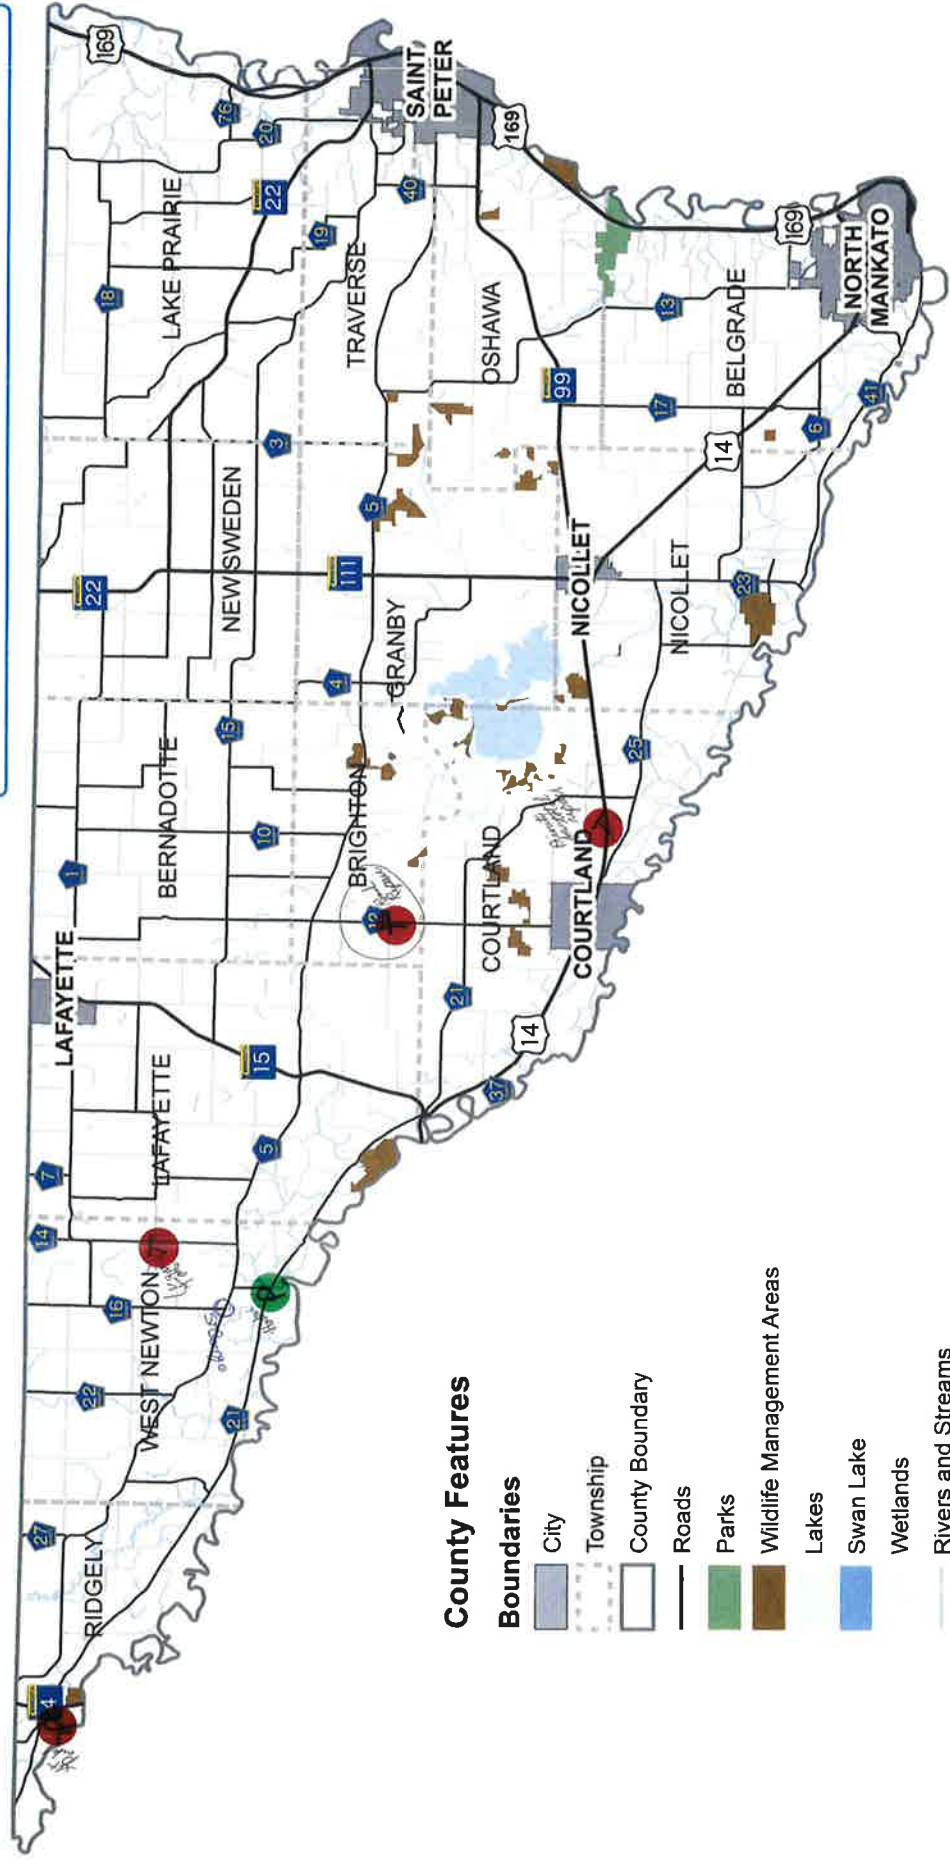 169
76
20
LAKE PRAIRIE
22
18
19
SAINT
PETER
40
169
TRAVERSE
OSHAVA
13
169
BELGRADE
NORTH
MANKATO
99
17
14
6
41
3
5
NEW SWEDEN
22
111
NICOLLET
NICOLLET
23
GRANBY
4
25
BERNADOTTE
15
10
1
BRIGHTON
12
COURTLAND
COURTLAND
LAFAYETTE
21
14
37
15
LAFAYETTE
5
7
14
16
WEST NEWTON
22
21
27
RIDGELY
4
County Features
Boundaries
City
Township
County Boundary
Roads
Parks
Wildlife Management Areas
Lakes
Swan Lake
Wetlands
Rivers and Streams